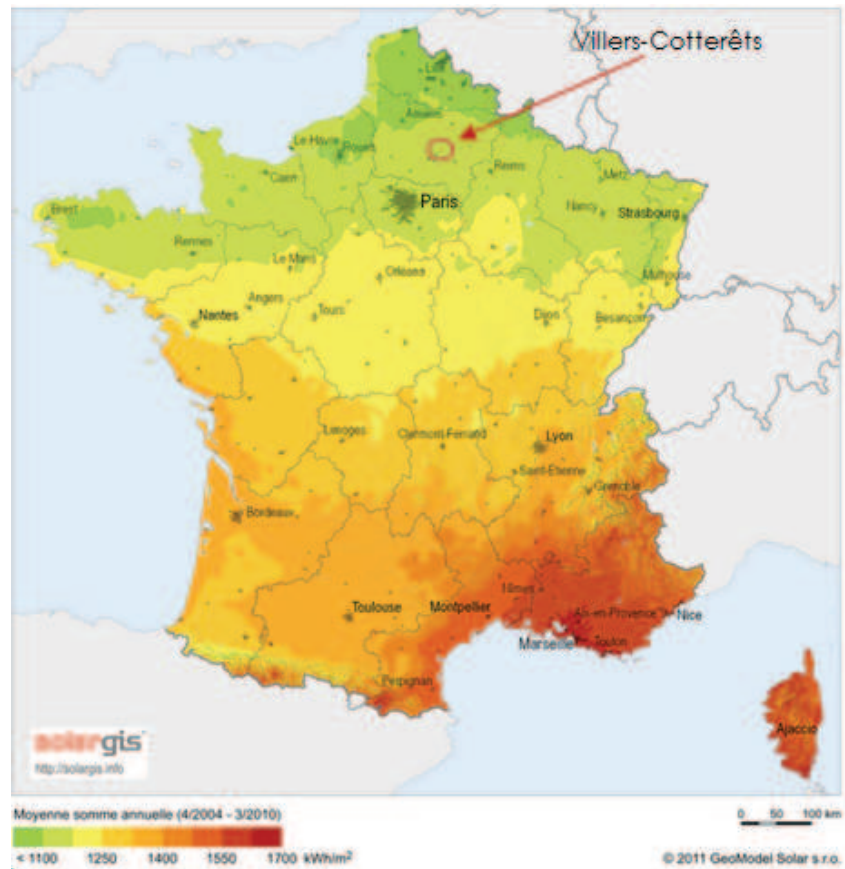 Villers-Cotterêts
Amiens
Le Havre
Rouen
Reims
Caen
Metz
Paris
Brest
Nancy
Strasbourg
Rennes
Le Mans
Orléans
Mulhouse
Angers
Nantes
Tours
Dijon
Besançon
Limoges
Clermont-Ferrand
Lyon
Saint-Etienne
Grenoble
Bordeaux
Nîmes
Toulouse
Montpellier
Aix-en-Provence
Nice
Marseille
Toulon
Perpignan
Ajaccio
solargis
http://solargis.info
Moyenne somme annuelle (4/2004 - 3/2010)
0 50 100 km
< 1100 1250 1400 1550 1700 kWh/m²
© 2011 GeoModel Solar s.r.o.